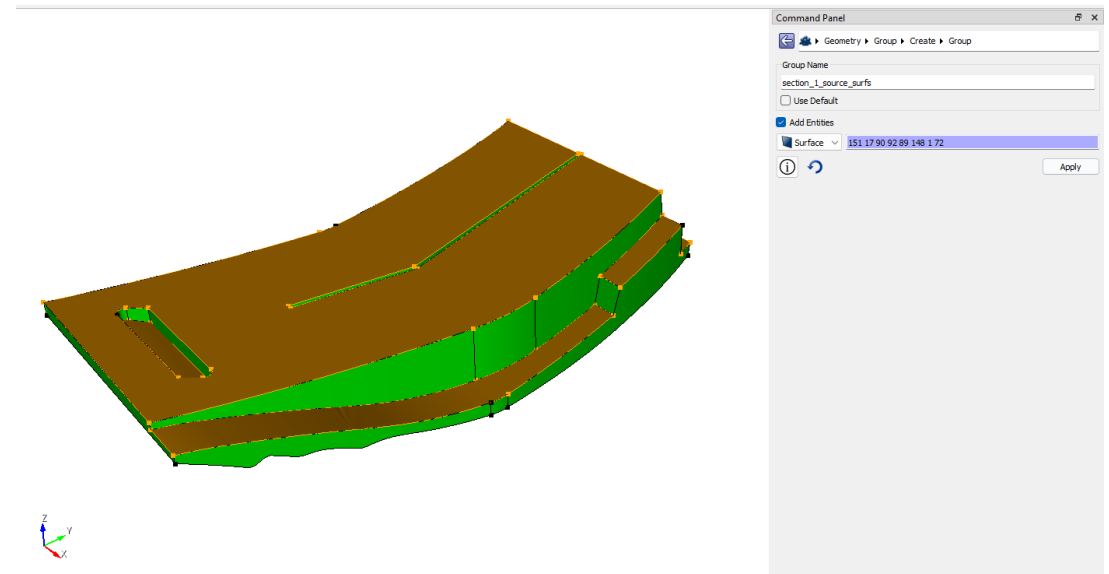 Command Panel
Geometry Group Create Group
Group Name
section_1_source_surfs
Use Default
Add Entities
Surface 151 17 90 92 89 148 1 72
Apply
Z
Y
X